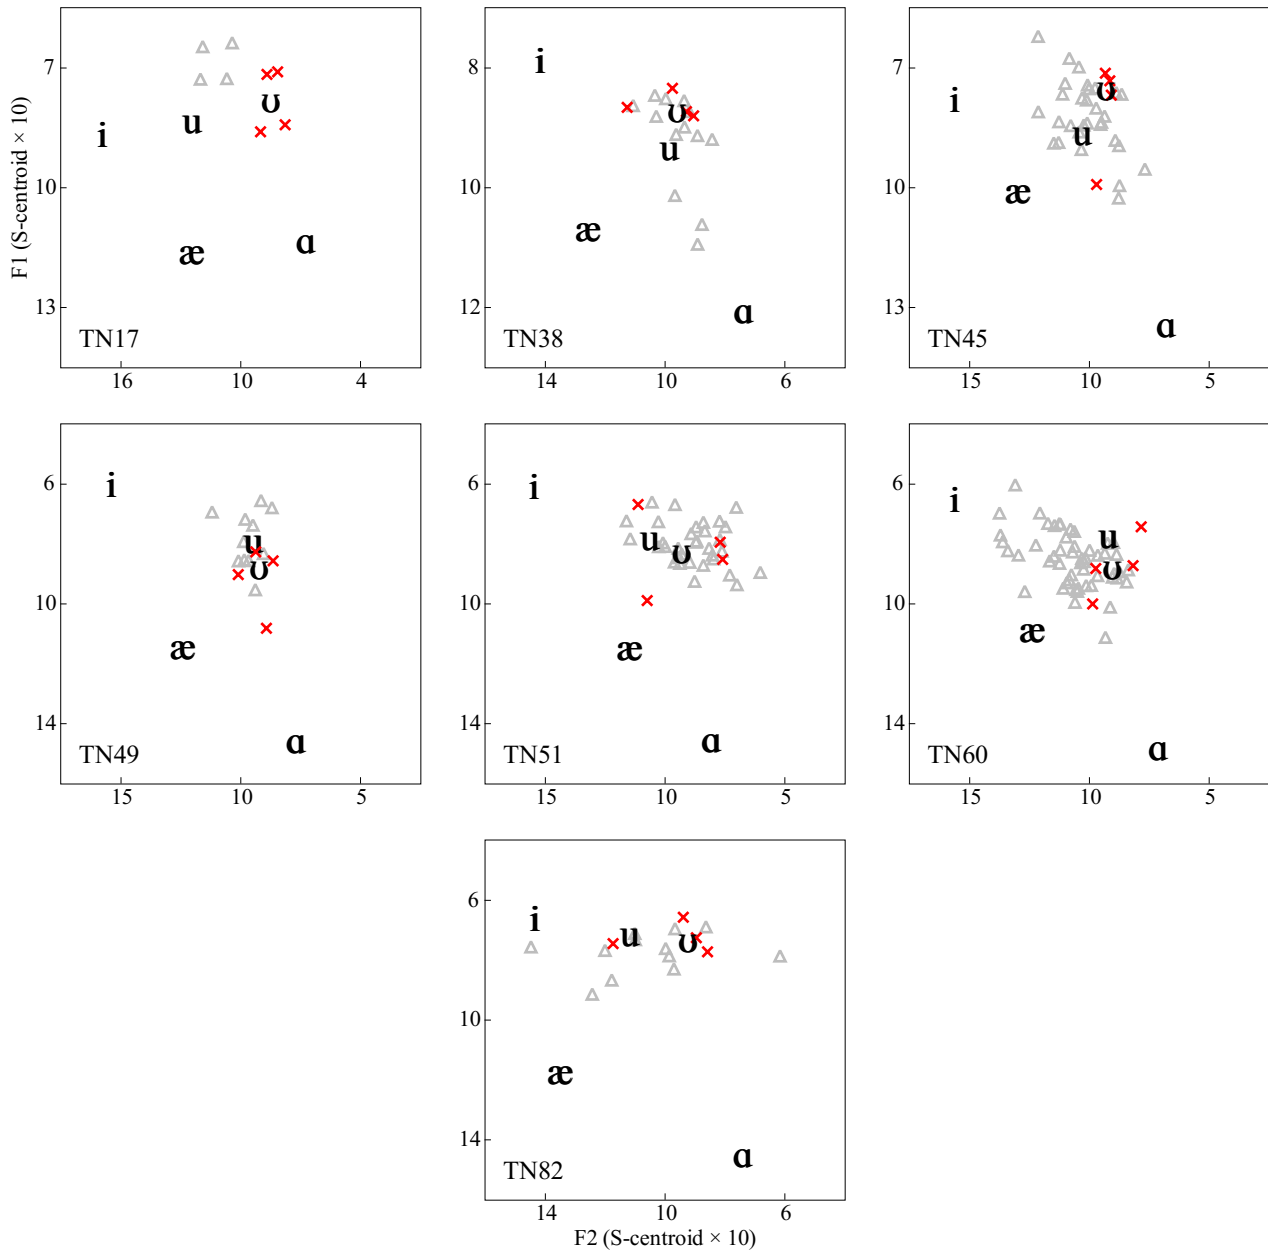 F1 (S-centroid × 10)
7
10
13
i
u
ʊ
æ
ɑ
TN17
16
10
4
8
10
12
i
ʊ
u
æ
ɑ
TN38
14
10
6
7
10
13
i
ʊ
u
æ
ɑ
TN45
15
10
5
6
10
14
i
u
ʊ
æ
ɑ
TN49
15
10
5
6
10
14
i
u
ʊ
æ
ɑ
TN51
15
10
5
6
10
14
i
u
ʊ
æ
ɑ
TN60
15
10
5
6
10
14
i
u
ʊ
æ
ɑ
TN82
14
10
6
F2 (S-centroid × 10)